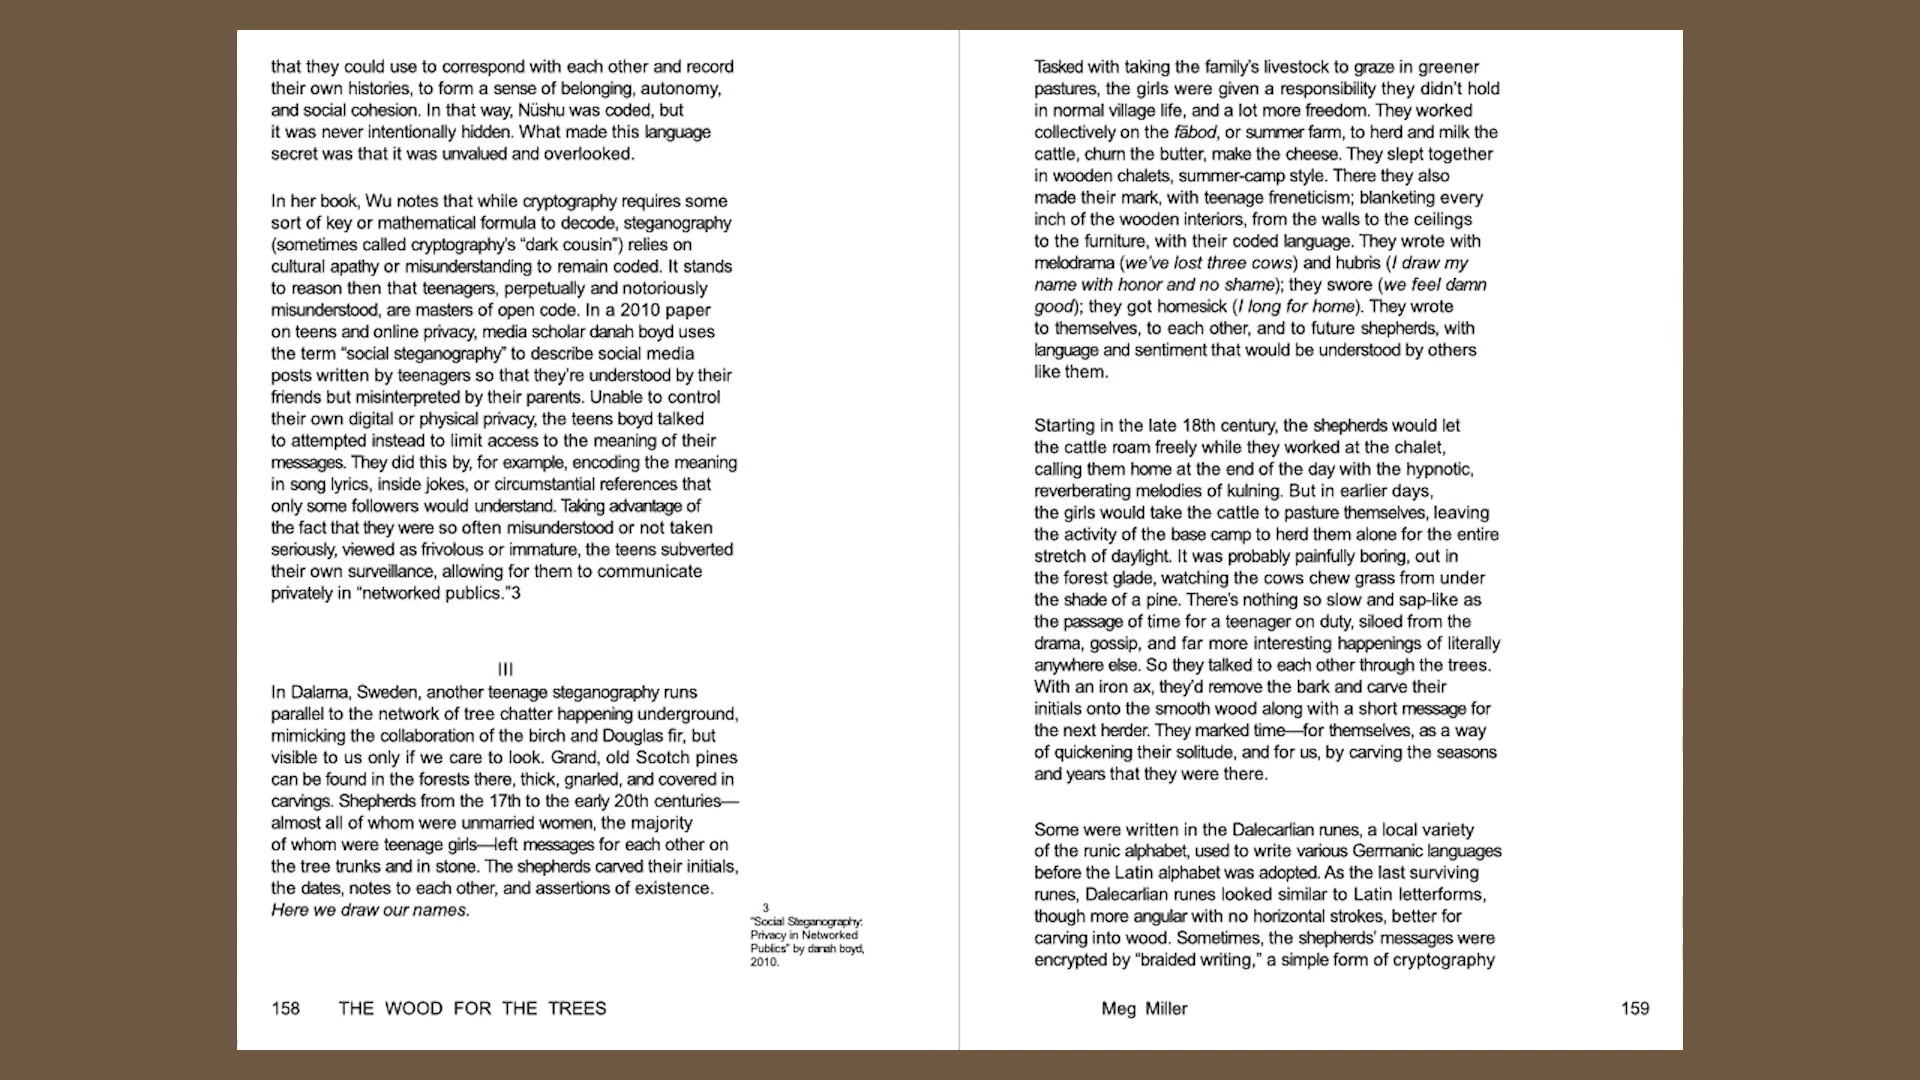 that they could use to correspond with each other and record
their own histories, to form a sense of belonging, autonomy,
and social cohesion. In that way, Nüshu was coded, but
it was never intentionally hidden. What made this language
secret was that it was unvalued and overlooked.
In her book, Wu notes that while cryptography requires some
sort of key or mathematical formula to decode, steganography
(sometimes called cryptography's “dark cousin”) relies on
cultural apathy or misunderstanding to remain coded. It stands
to reason then that teenagers, perpetually and notoriously
misunderstood, are masters of open code. In a 2010 paper
on teens and online privacy, media scholar danah boyd uses
the term “social steganography” to describe social media
posts written by teenagers so that they're understood by their
friends but misinterpreted by their parents. Unable to control
their own digital or physical privacy, the teens boyd talked
to attempted instead to limit access to the meaning of their
messages. They did this by, for example, encoding the meaning
in song lyrics, inside jokes, or circumstantial references that
only some followers would understand. Taking advantage of
the fact that they were so often misunderstood or not taken
seriously, viewed as frivolous or immature, the teens subverted
their own surveillance, allowing for them to communicate
privately in “networked publics.”3
III
In Dalarna, Sweden, another teenage steganography runs
parallel to the network of tree chatter happening underground,
mimicking the collaboration of the birch and Douglas fir, but
visible to us only if we care to look. Grand, old Scotch pines
can be found in the forests there, thick, gnarled, and covered in
carvings. Shepherds from the 17th to the early 20th centuries—
almost all of whom were unmarried women, the majority
of whom were teenage girls—left messages for each other on
the tree trunks and in stone. The shepherds carved their initials,
the dates, notes to each other, and assertions of existence.
Here we draw our names.
3
“Social Steganography:
Privacy in Networked
Publics” by danah boyd,
2010.
158 THE WOOD FOR THE TREES
Tasked with taking the family's livestock to graze in greener
pastures, the girls were given a responsibility they didn't hold
in normal village life, and a lot more freedom. They worked
collectively on the fäbod, or summer farm, to herd and milk the
cattle, churn the butter, make the cheese. They slept together
in wooden chalets, summer-camp style. There they also
made their mark, with teenage freneticism; blanketing every
inch of the wooden interiors, from the walls to the ceilings
to the furniture, with their coded language. They wrote with
melodrama (we've lost three cows) and hubris (I draw my
name with honor and no shame); they swore (we feel damn
good); they got homesick (I long for home). They wrote
to themselves, to each other, and to future shepherds, with
language and sentiment that would be understood by others
like them.
Starting in the late 18th century, the shepherds would let
the cattle roam freely while they worked at the chalet,
calling them home at the end of the day with the hypnotic,
reverberating melodies of kulning. But in earlier days,
the girls would take the cattle to pasture themselves, leaving
the activity of the base camp to herd them alone for the entire
stretch of daylight. It was probably painfully boring, out in
the forest glade, watching the cows chew grass from under
the shade of a pine. There's nothing so slow and sap-like as
the passage of time for a teenager on duty, siloed from the
drama, gossip, and far more interesting happenings of literally
anywhere else. So they talked to each other through the trees.
With an iron ax, they'd remove the bark and carve their
initials onto the smooth wood along with a short message for
the next herder. They marked time—for themselves, as a way
of quickening their solitude, and for us, by carving the seasons
and years that they were there.
Some were written in the Dalecarlian runes, a local variety
of the runic alphabet, used to write various Germanic languages
before the Latin alphabet was adopted. As the last surviving
runes, Dalecarlian runes looked similar to Latin letterforms,
though more angular with no horizontal strokes, better for
carving into wood. Sometimes, the shepherds' messages were
encrypted by “braided writing,” a simple form of cryptography
Meg Miller 159